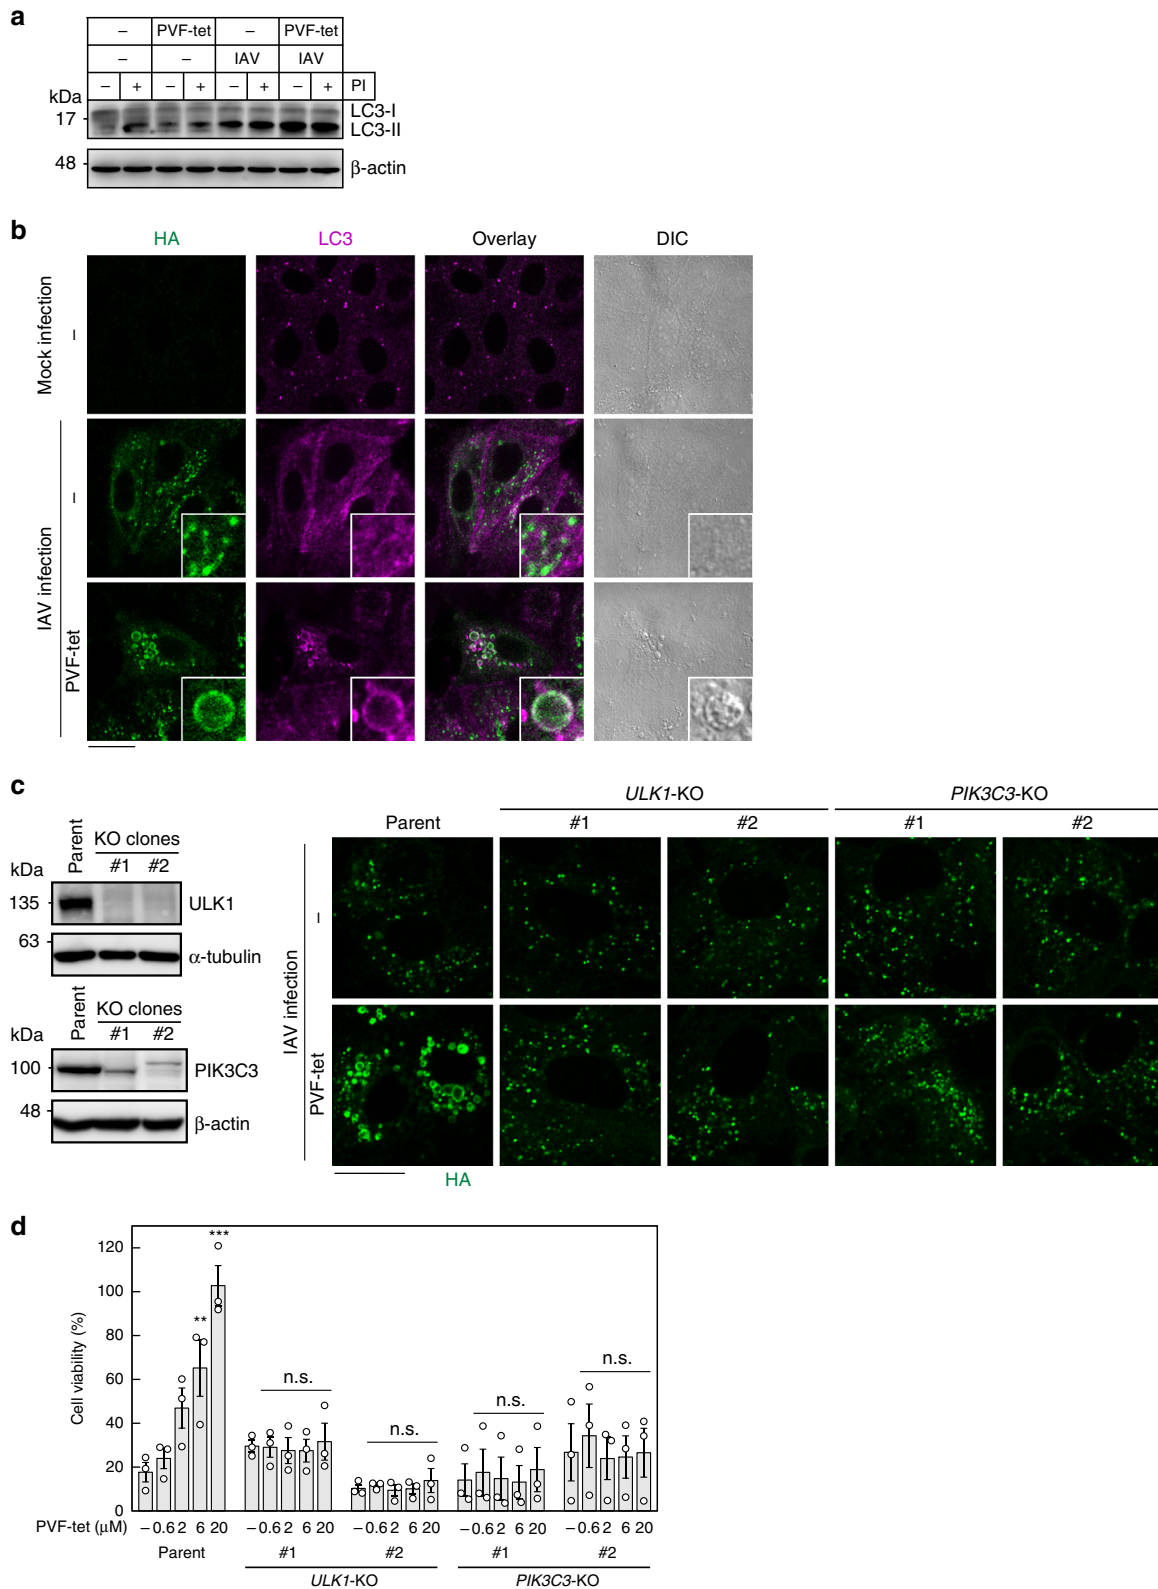 a
– PVF-tet – PVF-tet
– – IAV IAV
– + – + – + – + PI
kDa
17
LC3-I
LC3-II
48
β-actin
b
HA LC3 Overlay DIC
Mock infection
–
IAV infection
–
PVF-tet
c
ULK1-KO PIK3C3-KO
Parent #1 #2 #1 #2
Parent
KO clones
kDa #1 #2
135 ULK1
63
α-tubulin
Parent
KO clones
kDa #1 #2
100 PIK3C3
48
β-actin
IAV infection
–
PVF-tet
HA
d
Cell viability (%)
120
100
80
60
40
20
0
***
**
n.s.
n.s.
n.s.
n.s.
PVF-tet (μM) – 0.6 2 6 20 – 0.6 2 6 20 – 0.6 2 6 20 – 0.6 2 6 20 – 0.6 2 6 20
Parent #1 #2 #1 #2
ULK1-KO PIK3C3-KO